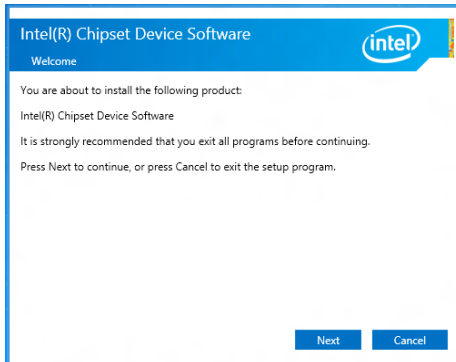 Intel(R) Chipset Device Software
intel
Welcome
You are about to install the following product:
Intel(R) Chipset Device Software
It is strongly recommended that you exit all programs before continuing.
Press Next to continue, or press Cancel to exit the setup program.
Next Cancel